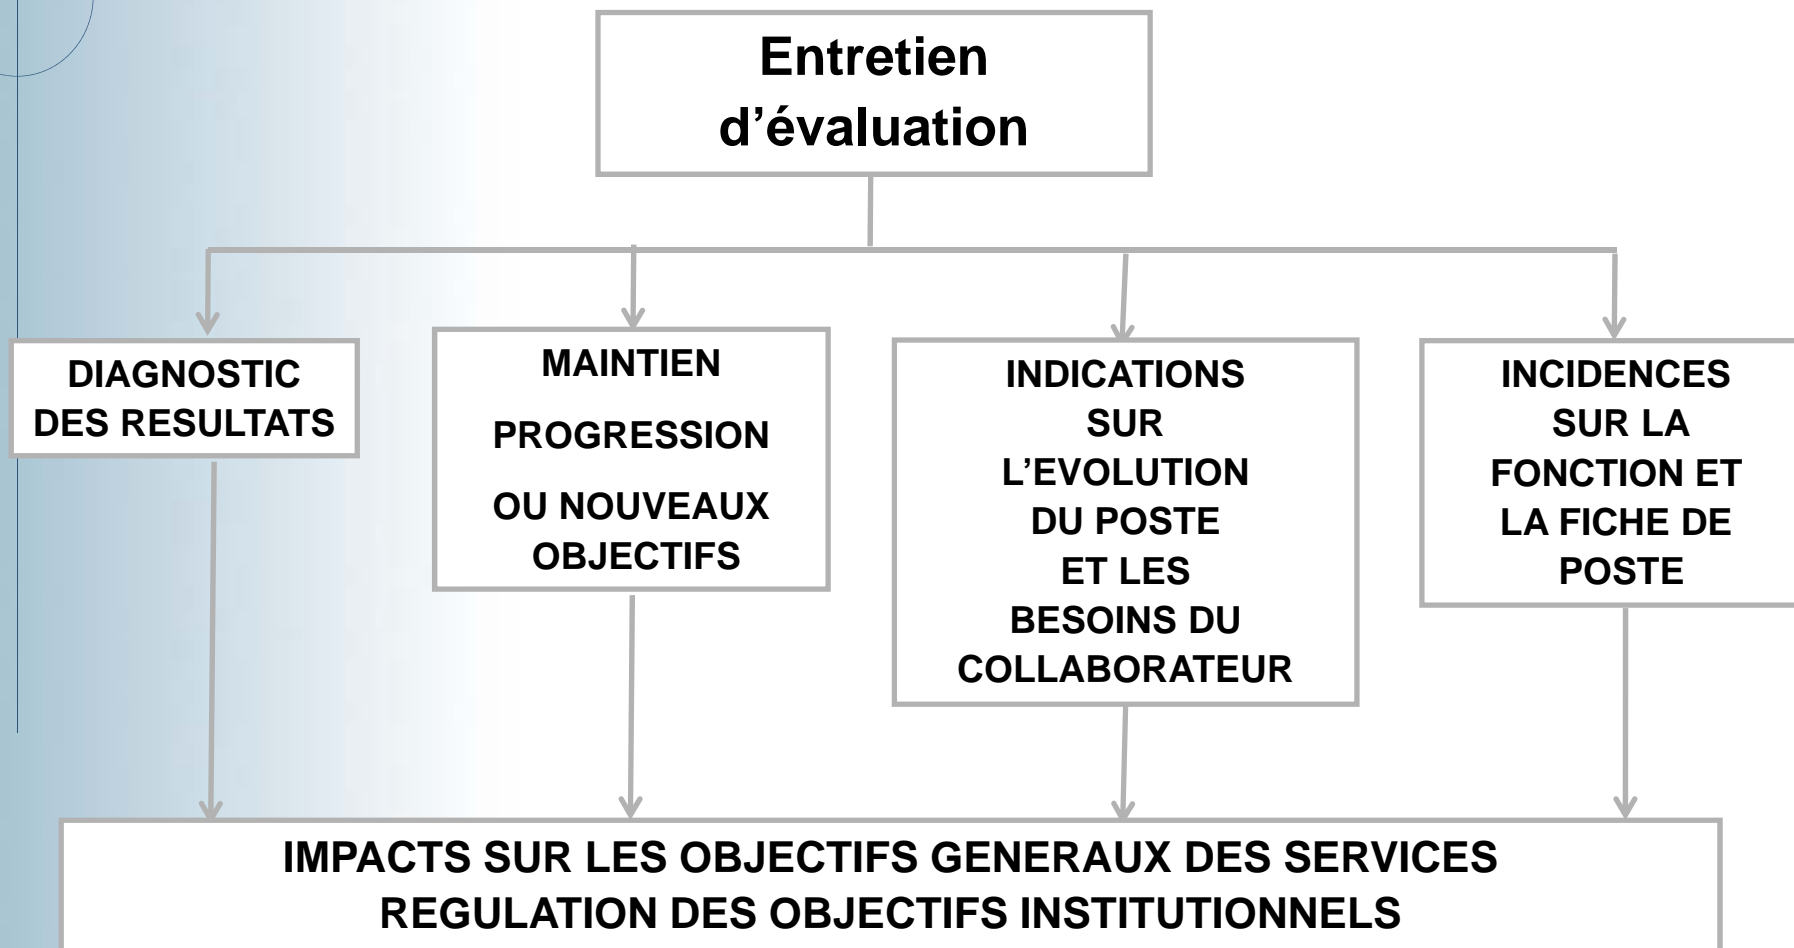 Entretien
d’évaluation
DIAGNOSTIC
DES RESULTATS
MAINTIEN
PROGRESSION
OU NOUVEAUX
OBJECTIFS
INDICATIONS
SUR
L’EVOLUTION
DU POSTE
ET LES
BESOINS DU
COLLABORATEUR
INCIDENCES
SUR LA
FONCTION ET
LA FICHE DE
POSTE
IMPACTS SUR LES OBJECTIFS GENERAUX DES SERVICES
REGULATION DES OBJECTIFS INSTITUTIONNELS